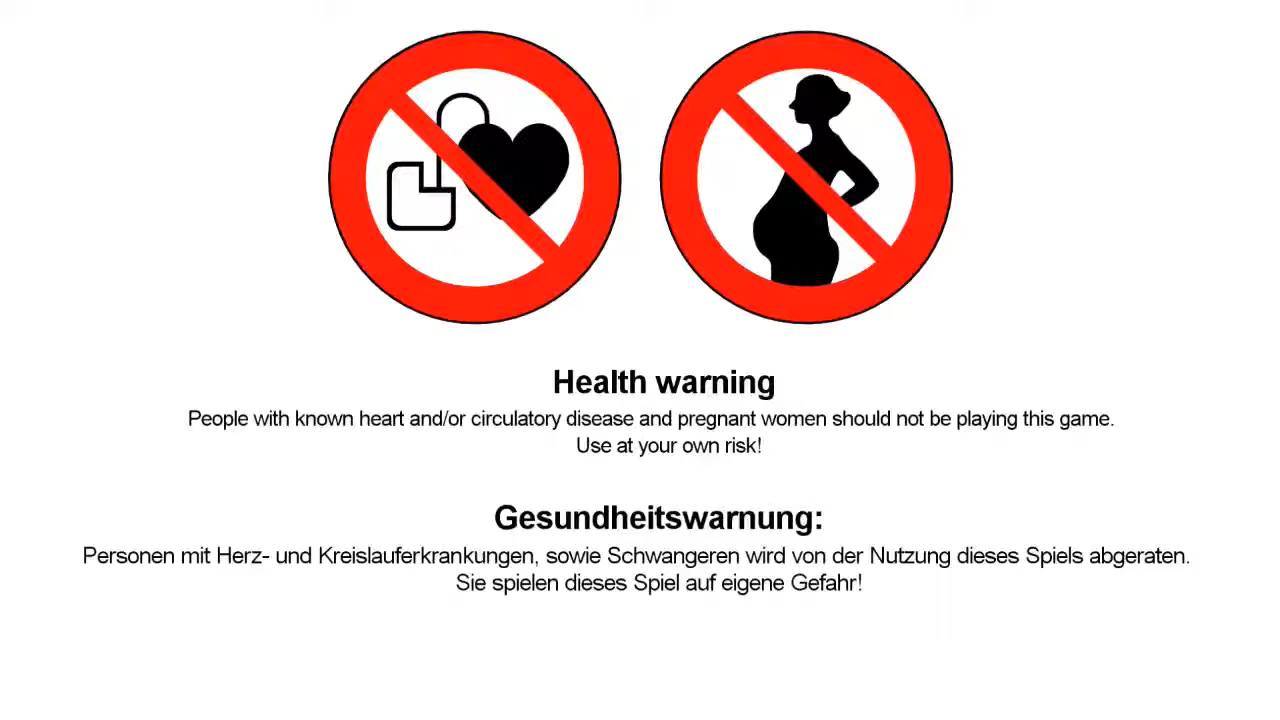 Health warning
People with known heart and/or circulatory disease and pregnant women should not be playing this game.
Use at your own risk!
Gesundheitswarnung:
Personen mit Herz- und Kreislauferkrankungen, sowie Schwangeren wird von der Nutzung dieses Spiels abgeraten.
Sie spielen dieses Spiel auf eigene Gefahr!